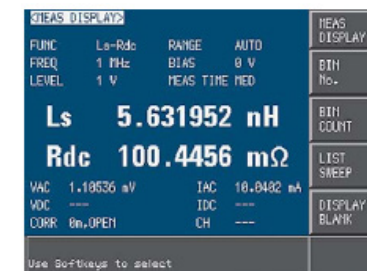 <MEAS DISPLAY>
FUNC Ls-Rdc RANGE AUTO
FREQ 1 MHz BIAS 0 V
LEVEL 1 V MEAS TIME MED
Ls 5.631952 nH
Rdc 100.4456 mΩ
VAC 1.10536 mV IAC 10.0402 mA
VDC --- IDC ---
CORR 0m,OPEN CH ---
Use Softkeys to select
MEAS DISPLAY
BIN No.
BIN COUNT
LIST SWEEP
DISPLAY BLANK